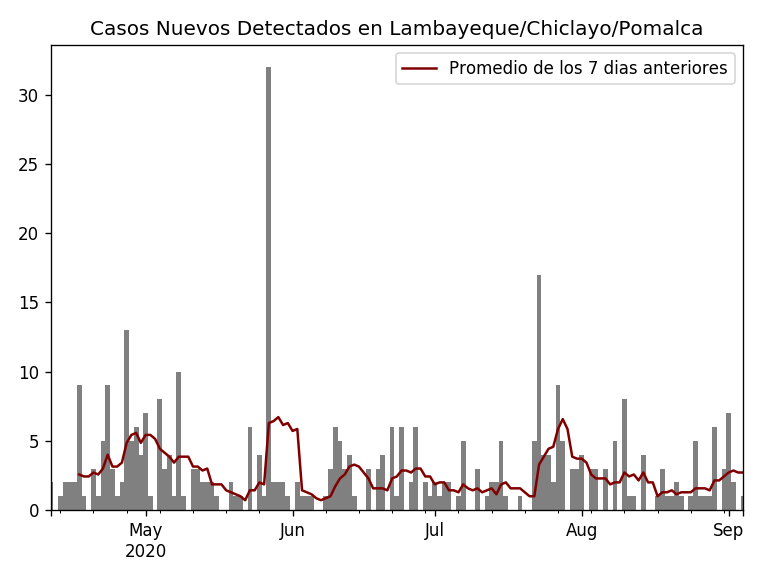 Casos Nuevos Detectados en Lambayeque/Chiclayo/Pomalca
Promedio de los 7 dias anteriores
30
25
20
15
10
5
0
May Jun Jul Aug Sep
2020